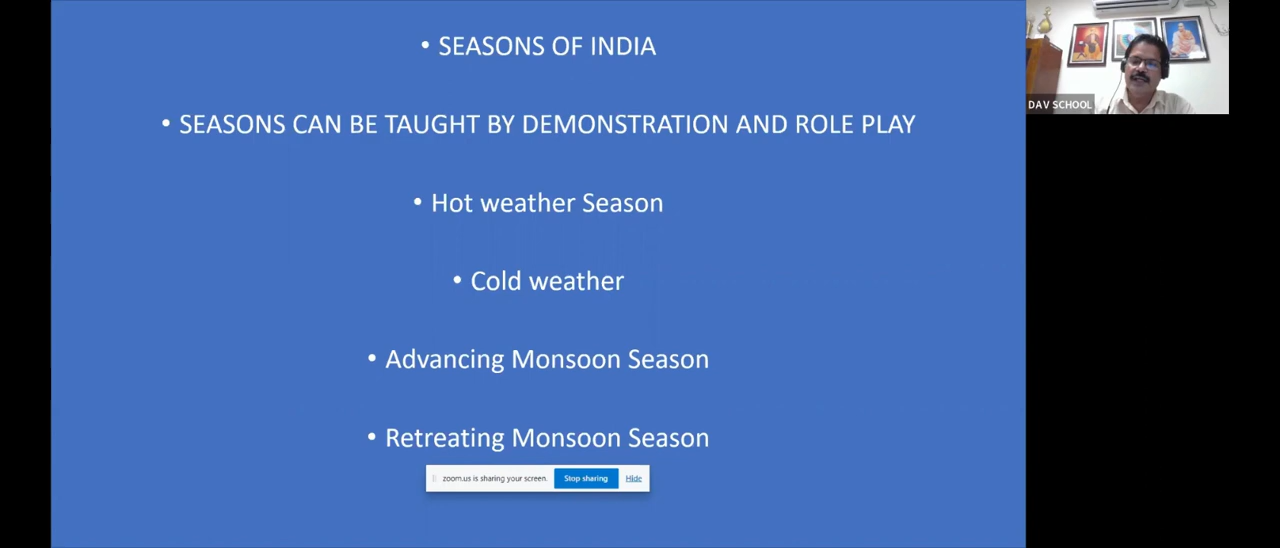 • SEASONS OF INDIA
• SEASONS CAN BE TAUGHT BY DEMONSTRATION AND ROLE PLAY
• Hot weather Season
• Cold weather
• Advancing Monsoon Season
• Retreating Monsoon Season
zoom.us is sharing your screen. Stop sharing Hide
DAV SCHOOL